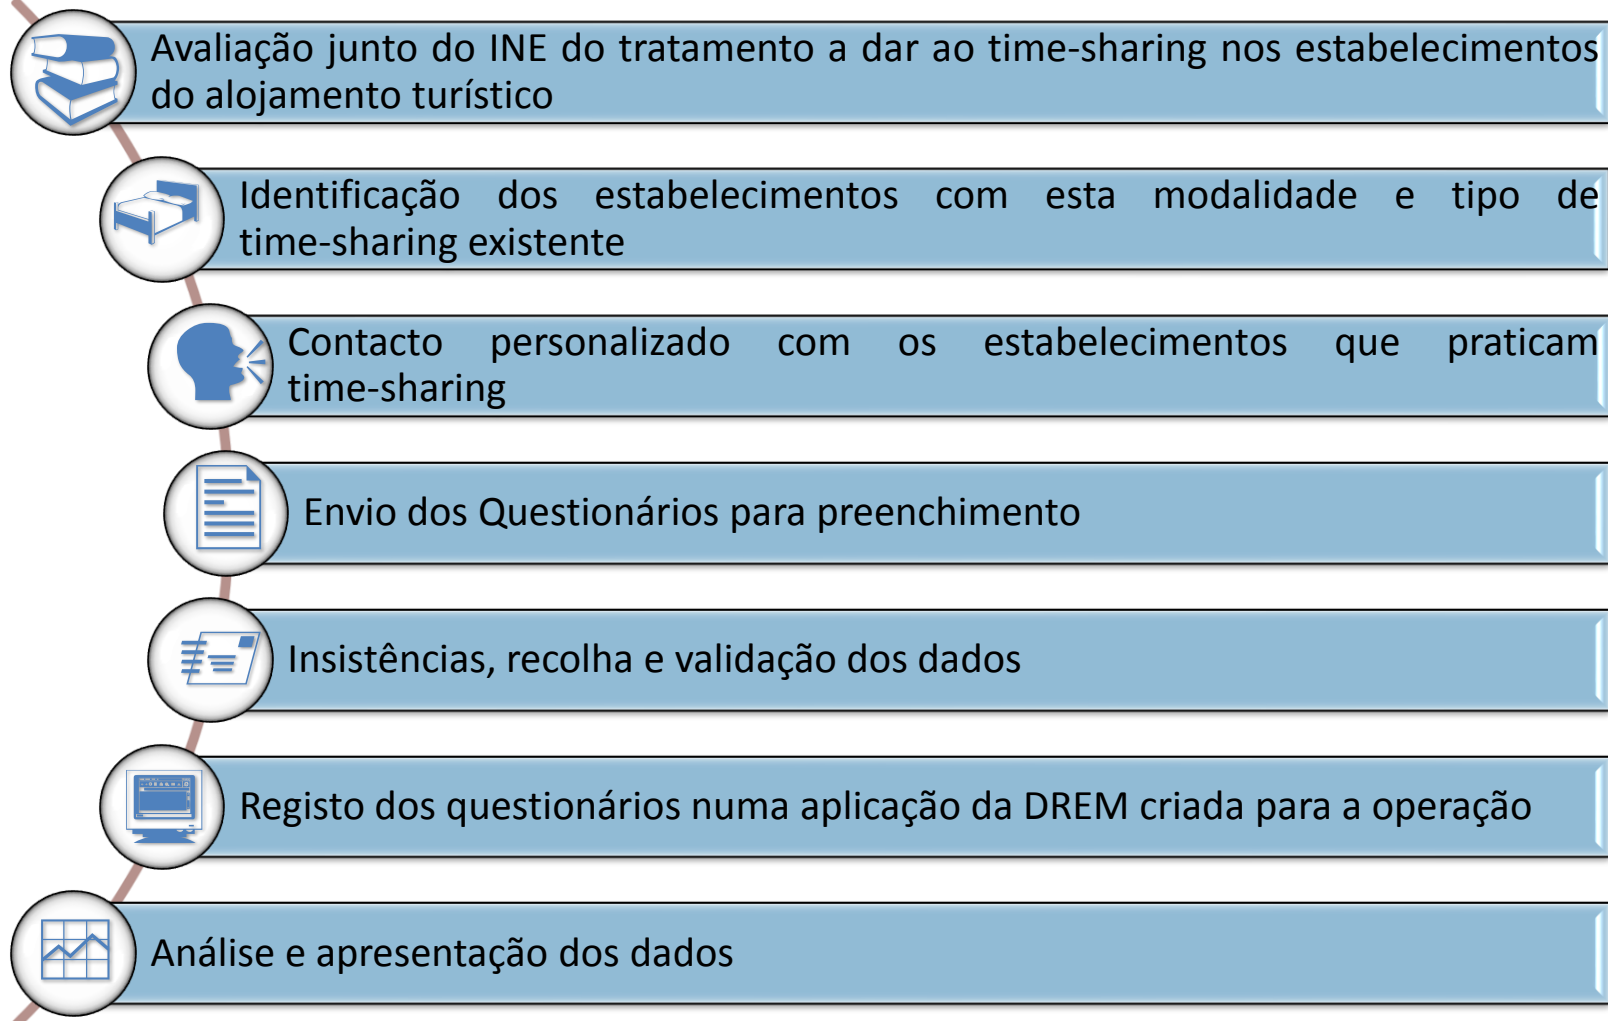 Avaliação junto do INE do tratamento a dar ao time-sharing nos estabelecimentos
do alojamento turístico
Identificação dos estabelecimentos com esta modalidade e tipo de
time-sharing existente
Contacto personalizado com os estabelecimentos que praticam
time-sharing
Envio dos Questionários para preenchimento
Insistências, recolha e validação dos dados
Registo dos questionários numa aplicação da DREM criada para a operação
Análise e apresentação dos dados